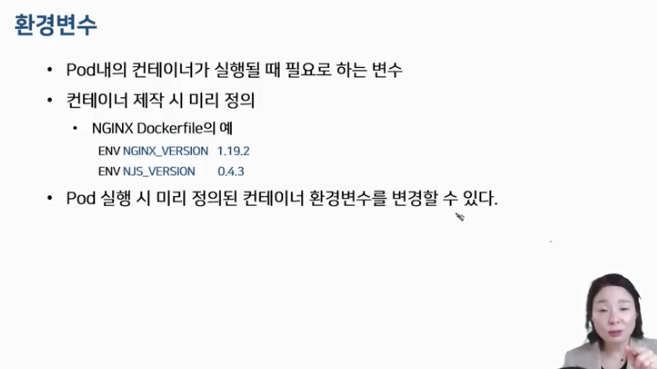 환경변수
• Pod내의 컨테이너가 실행될 때 필요로 하는 변수
• 컨테이너 제작 시 미리 정의
• NGINX Dockerfile의 예
ENV NGINX_VERSION 1.19.2
ENV NJS_VERSION 0.4.3
• Pod 실행 시 미리 정의된 컨테이너 환경변수를 변경할 수 있다.